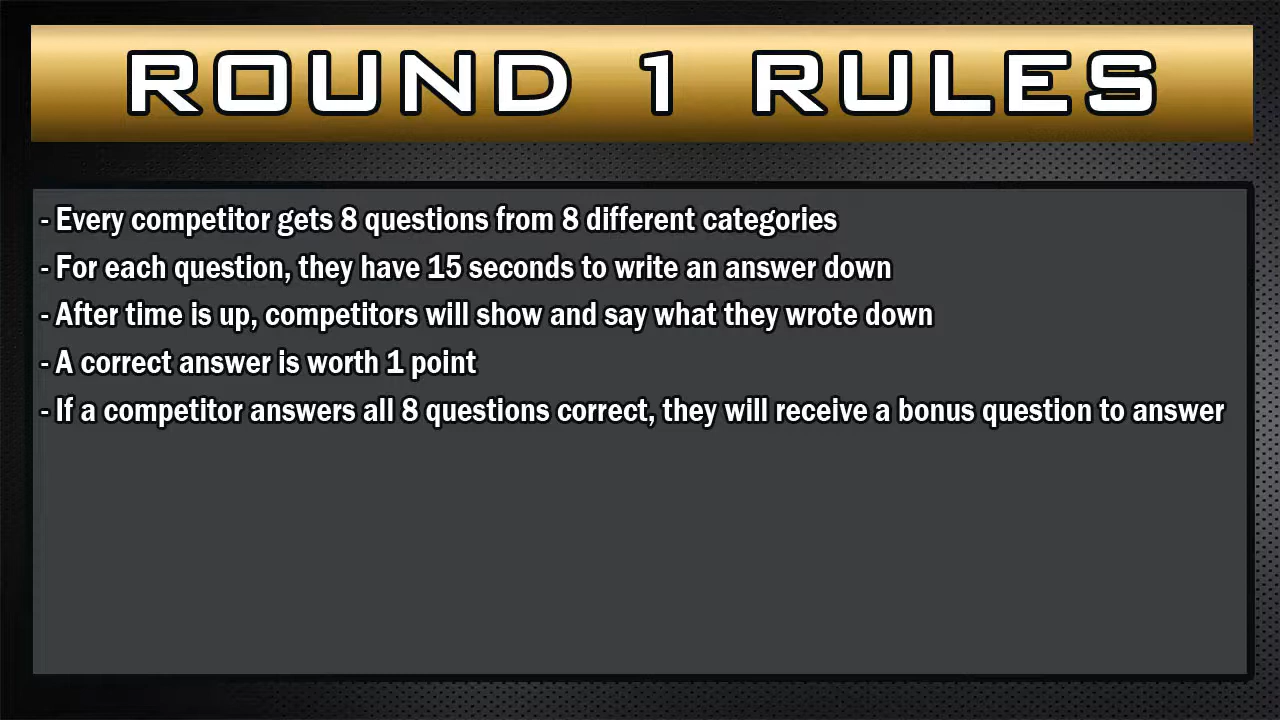 ROUND 1 RULES
- Every competitor gets 8 questions from 8 different categories
- For each question, they have 15 seconds to write an answer down
- After time is up, competitors will show and say what they wrote down
- A correct answer is worth 1 point
- If a competitor answers all 8 questions correct, they will receive a bonus question to answer